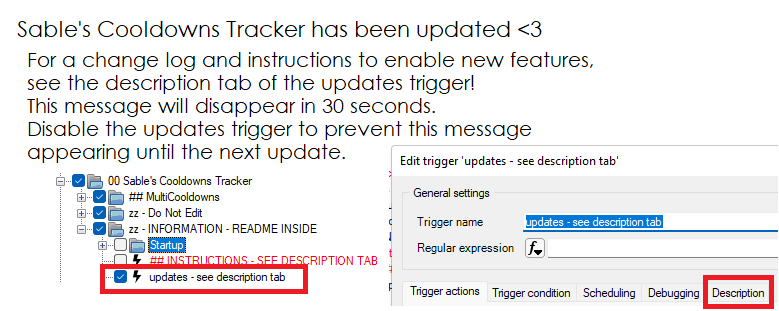 Sable's Cooldowns Tracker has been updated <3
For a change log and instructions to enable new features,
see the description tab of the updates trigger!
This message will disappear in 30 seconds.
Disable the updates trigger to prevent this message
appearing until the next update.
00 Sable's Cooldowns Tracker
## MultiCooldowns
zz - Do Not Edit
zz - INFORMATION - README INSIDE
Startup
## INSTRUCTIONS - SEE DESCRIPTION TAB
updates - see description tab
Edit trigger 'updates - see description tab'
General settings
Trigger name
updates - see description tab
Regular expression
f
Trigger actions
Trigger condition
Scheduling
Debugging
Description